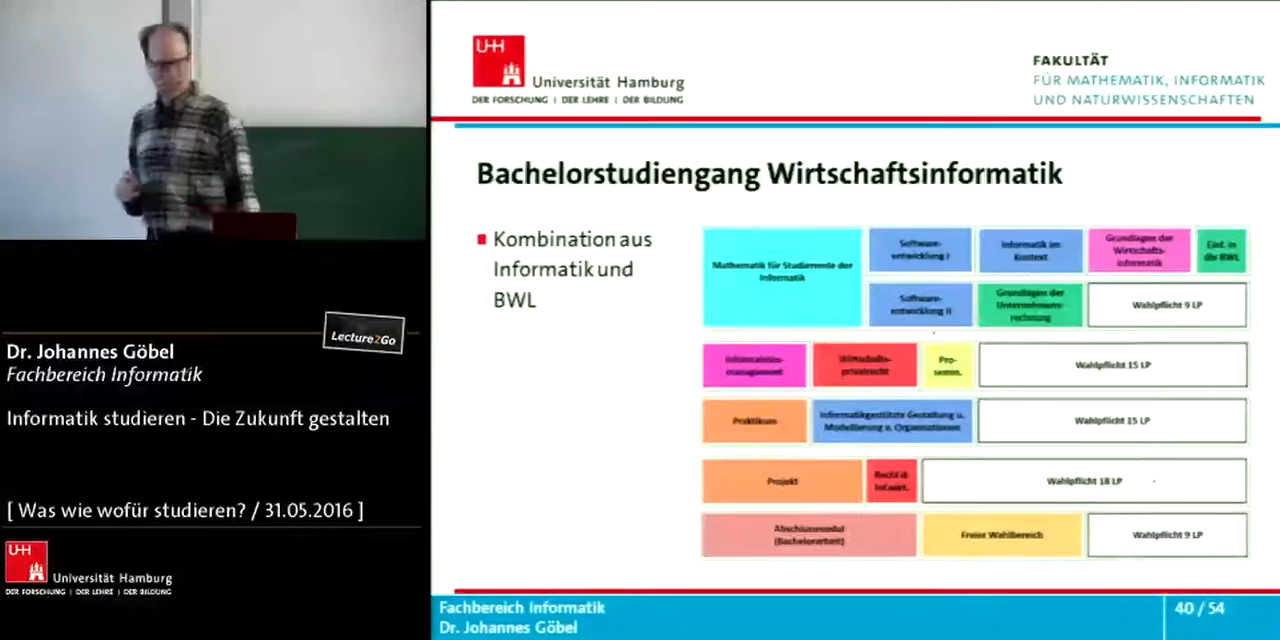 UHH
Universität Hamburg
DER FORSCHUNG | DER LEHRE | DER BILDUNG
FAKULTÄT
FÜR MATHEMATIK, INFORMATIK
UND NATURWISSENSCHAFTEN
Bachelorstudiengang Wirtschaftsinformatik
Kombination aus
Informatik und
BWL
Mathematik für Studierende der
Informatik
Software-
entwicklung I
Informatik im
Kontext
Grundlagen der
Wirtschafts-
informatik
Einf. in
die BWL
Software-
entwicklung II
Grundlagen der
Unternehmens-
rechnung
Wahlpflicht 9 LP
Informations-
management
Wirtschafts-
privatrecht
Pro-
semin.
Wahlpflicht 15 LP
Praktikum
Informatikgestützte Gestaltung u.
Modellierung v. Organisationen
Wahlpflicht 15 LP
Projekt
Wahlpflicht 18 LP
Abschlussmodul
(Bachelorarbeit)
Freier Wahlbereich
Wahlpflicht 9 LP
Fachbereich Informatik
Dr. Johannes Göbel
40 / 54
Lecture2Go
Dr. Johannes Göbel
Fachbereich Informatik
Informatik studieren - Die Zukunft gestalten
[ Was wie wofür studieren? / 31.05.2016 ]
UHH
Universität Hamburg
DER FORSCHUNG | DER LEHRE | DER BILDUNG